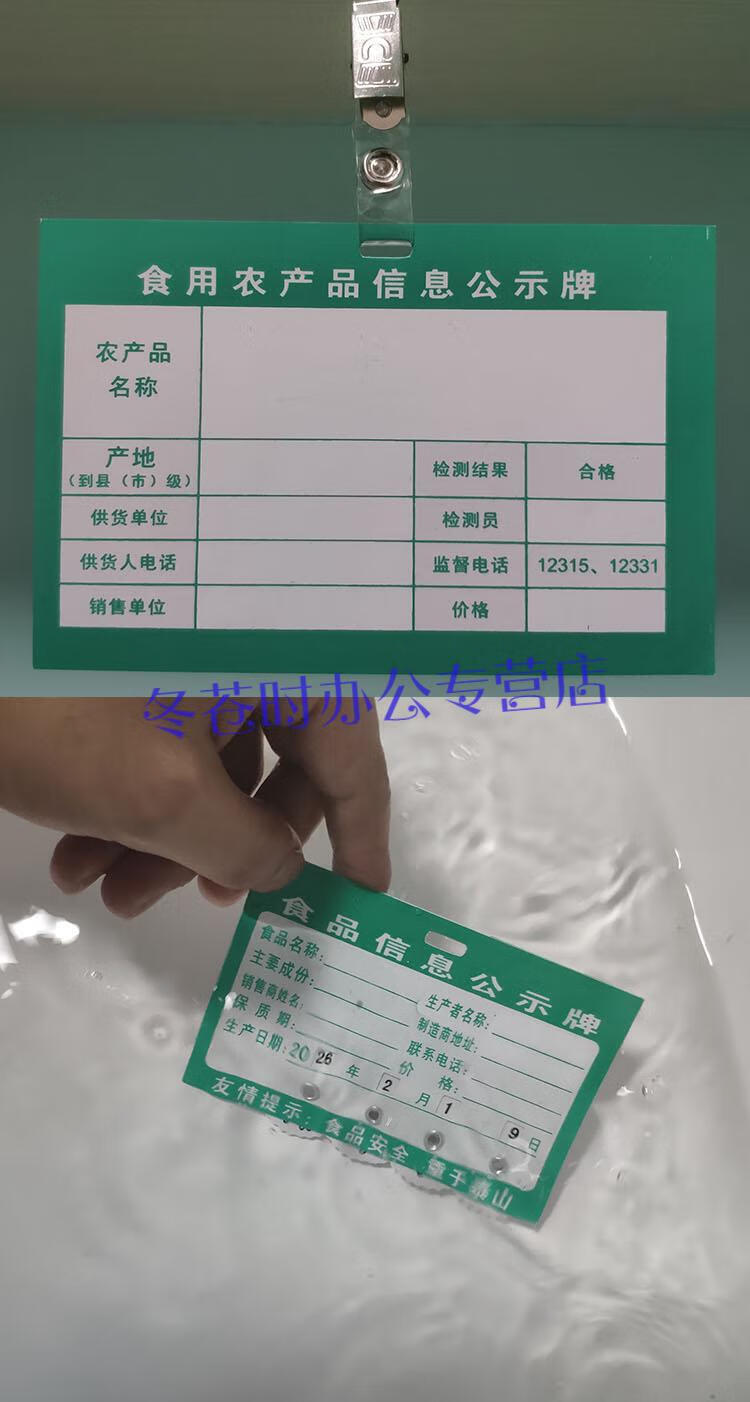 食用农产品信息公示牌
农产品
名称
产地
(到县(市)级)
检测结果
合格
供货单位
检测员
供货人电话
监督电话
12315、12331
销售单位
价格
冬苍时办公专营店
食品信息公示牌
食品名称:
生产者名称:
主要成份:
制造商地址:
销售商姓名:
联系电话:
保质期:
价格:
生产日期:2026年2月19日
友情提示:食品安全 重于泰山